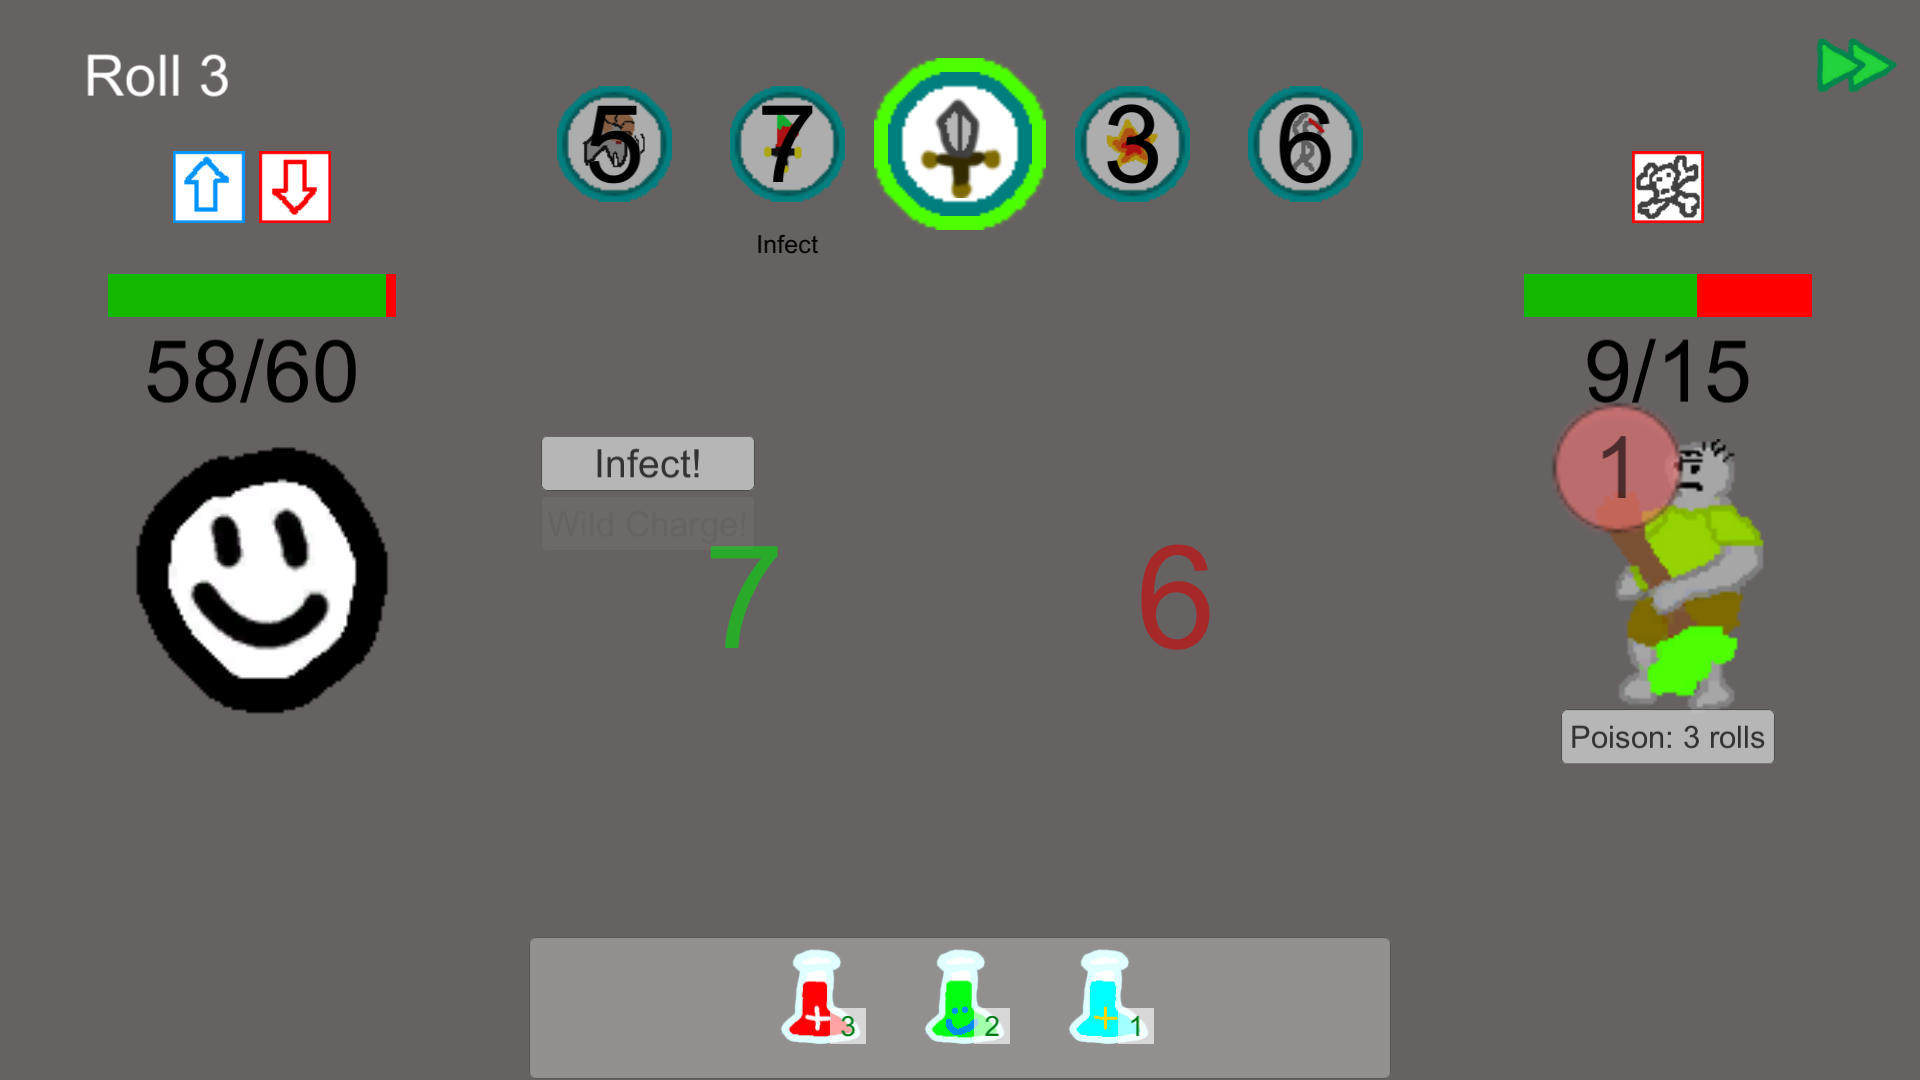 Roll 3
5 7 3 6
Infect
58/60
9/15
1
Infect!
Wild Charge!
7 6
Poison: 3 rolls
3 2 1